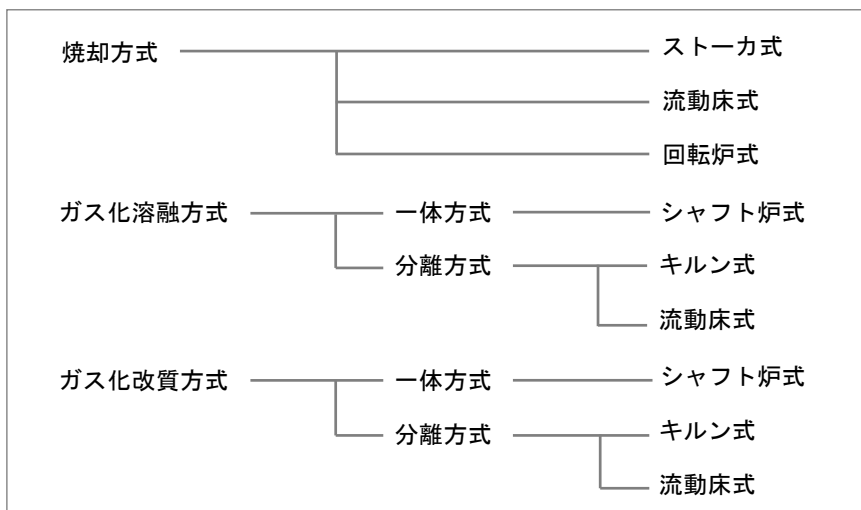 焼却方式 ストーカ式
流動床式
回転炉式
ガス化溶融方式 一体方式 シャフト炉式
分離方式 キルン式
流動床式
ガス化改質方式 一体方式 シャフト炉式
分離方式 キルン式
流動床式